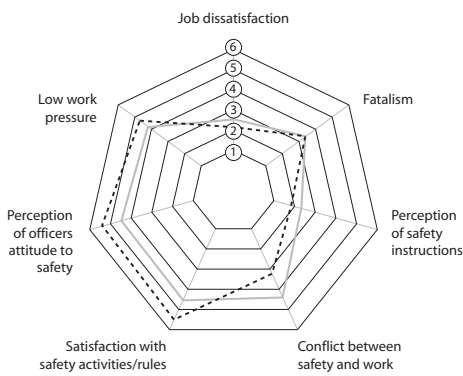 Job dissatisfaction
6
5
4
3
2
1
Low work
pressure
Fatalism
Perception
of officers
attitude to
safety
Perception
of safety
instructions
Satisfaction with
safety activities/rules
Conflict between
safety and work